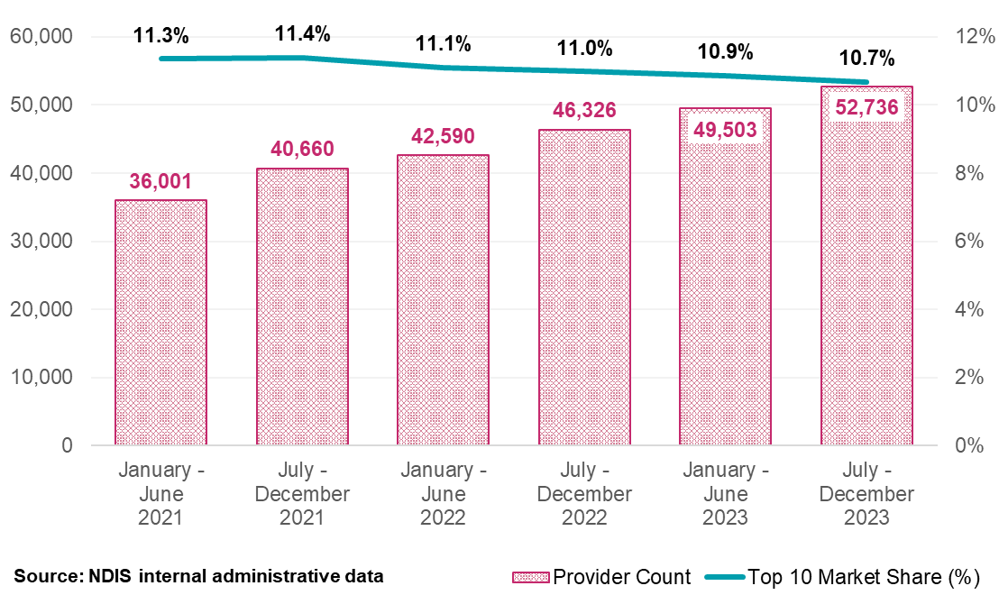 60,000
50,000
40,000
30,000
20,000
10,000
0
11.3%
11.4%
11.1%
11.0%
10.9%
10.7%
36,001
40,660
42,590
46,326
49,503
52,736
12%
10%
8%
6%
4%
2%
0%
January -
June
2021
July -
December
2021
January -
June
2022
July -
December
2022
January -
June
2023
July -
December
2023
Source: NDIS internal administrative data
Provider Count
Top 10 Market Share (%)